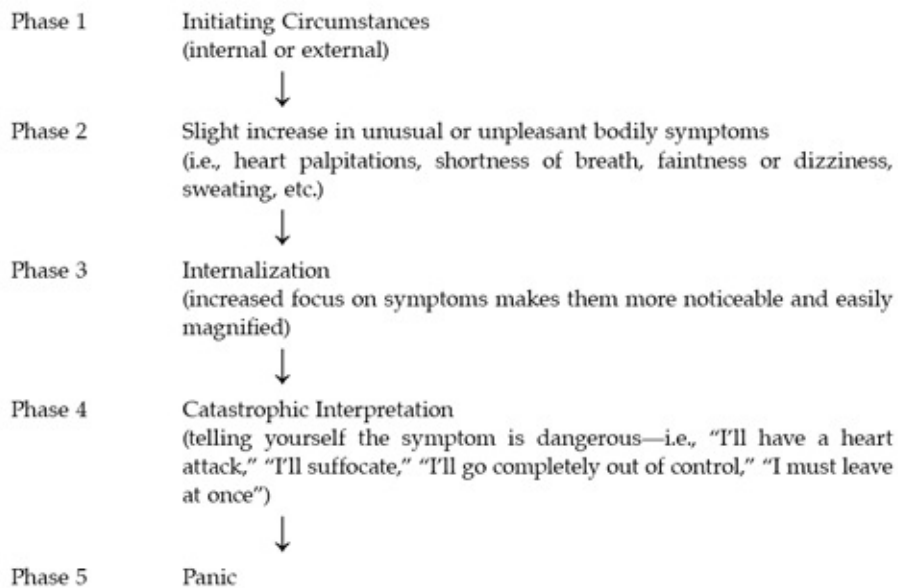 Phase 1 Initiating Circumstances
(internal or external)
↓
Phase 2 Slight increase in unusual or unpleasant bodily symptoms
(i.e., heart palpitations, shortness of breath, faintness or dizziness,
sweating, etc.)
↓
Phase 3 Internalization
(increased focus on symptoms makes them more noticeable and easily
magnified)
↓
Phase 4 Catastrophic Interpretation
(telling yourself the symptom is dangerous—i.e., “I’ll have a heart
attack,” “I’ll suffocate,” “I’ll go completely out of control,” “I must leave
at once”)
↓
Phase 5 Panic